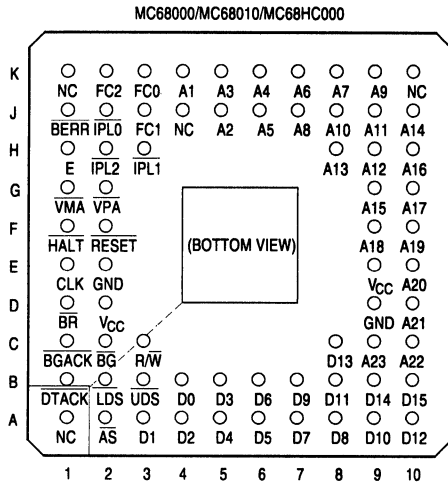 MC68000/MC68010/MC68HC000
K
NC FC2 FC0 A1 A3 A4 A6 A7 A9 NC
J
BERR IPL0 FC1 NC A2 A5 A8 A10 A11 A14
H
E IPL2 IPL1 A13 A12 A16
G
VMA VPA A15 A17
F
HALT RESET (BOTTOM VIEW) A18 A19
E
CLK GND VCC A20
D
BR VCC GND A21
C
BGACK BG R/W D13 A23 A22
B
DTACK LDS UDS D0 D3 D6 D9 D11 D14 D15
A
NC AS D1 D2 D4 D5 D7 D8 D10 D12
1 2 3 4 5 6 7 8 9 10